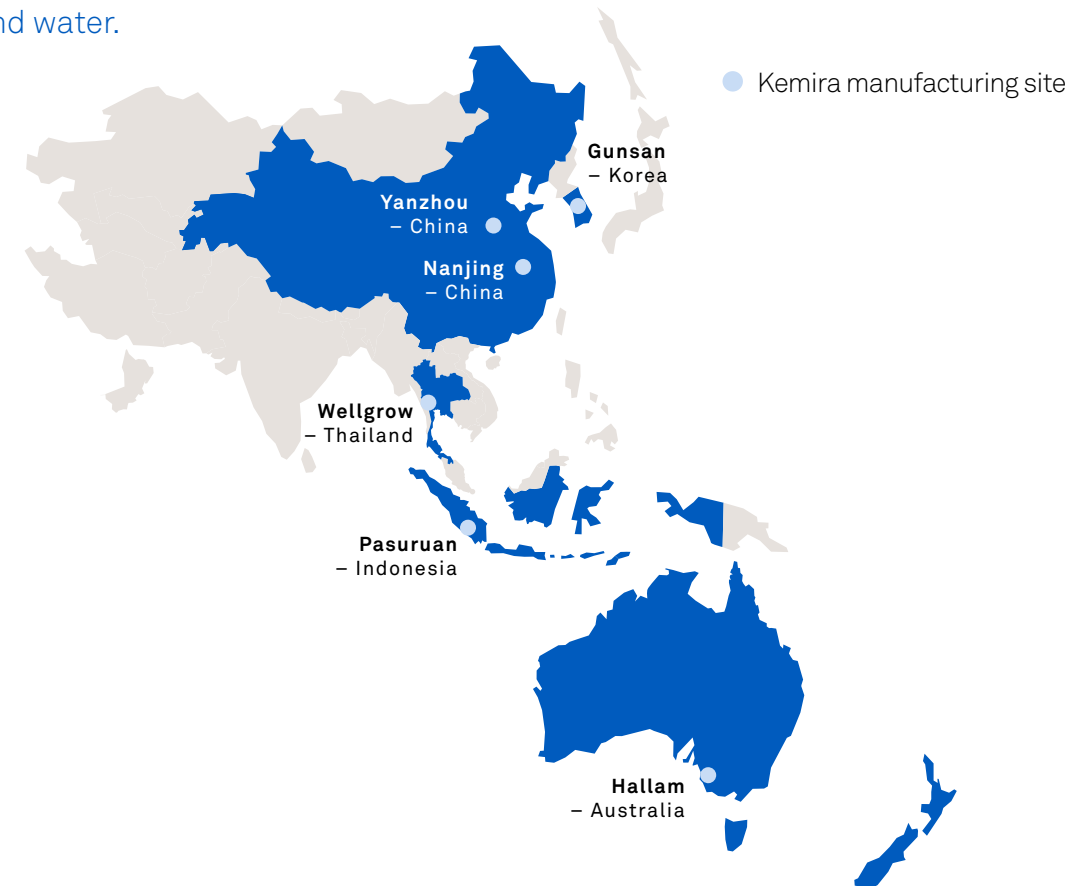 nd water.
Kemira manufacturing site
Gunsan
– Korea
Yanzhou
– China
Nanjing
– China
Wellgrow
– Thailand
Pasuruan
– Indonesia
Hallam
– Australia